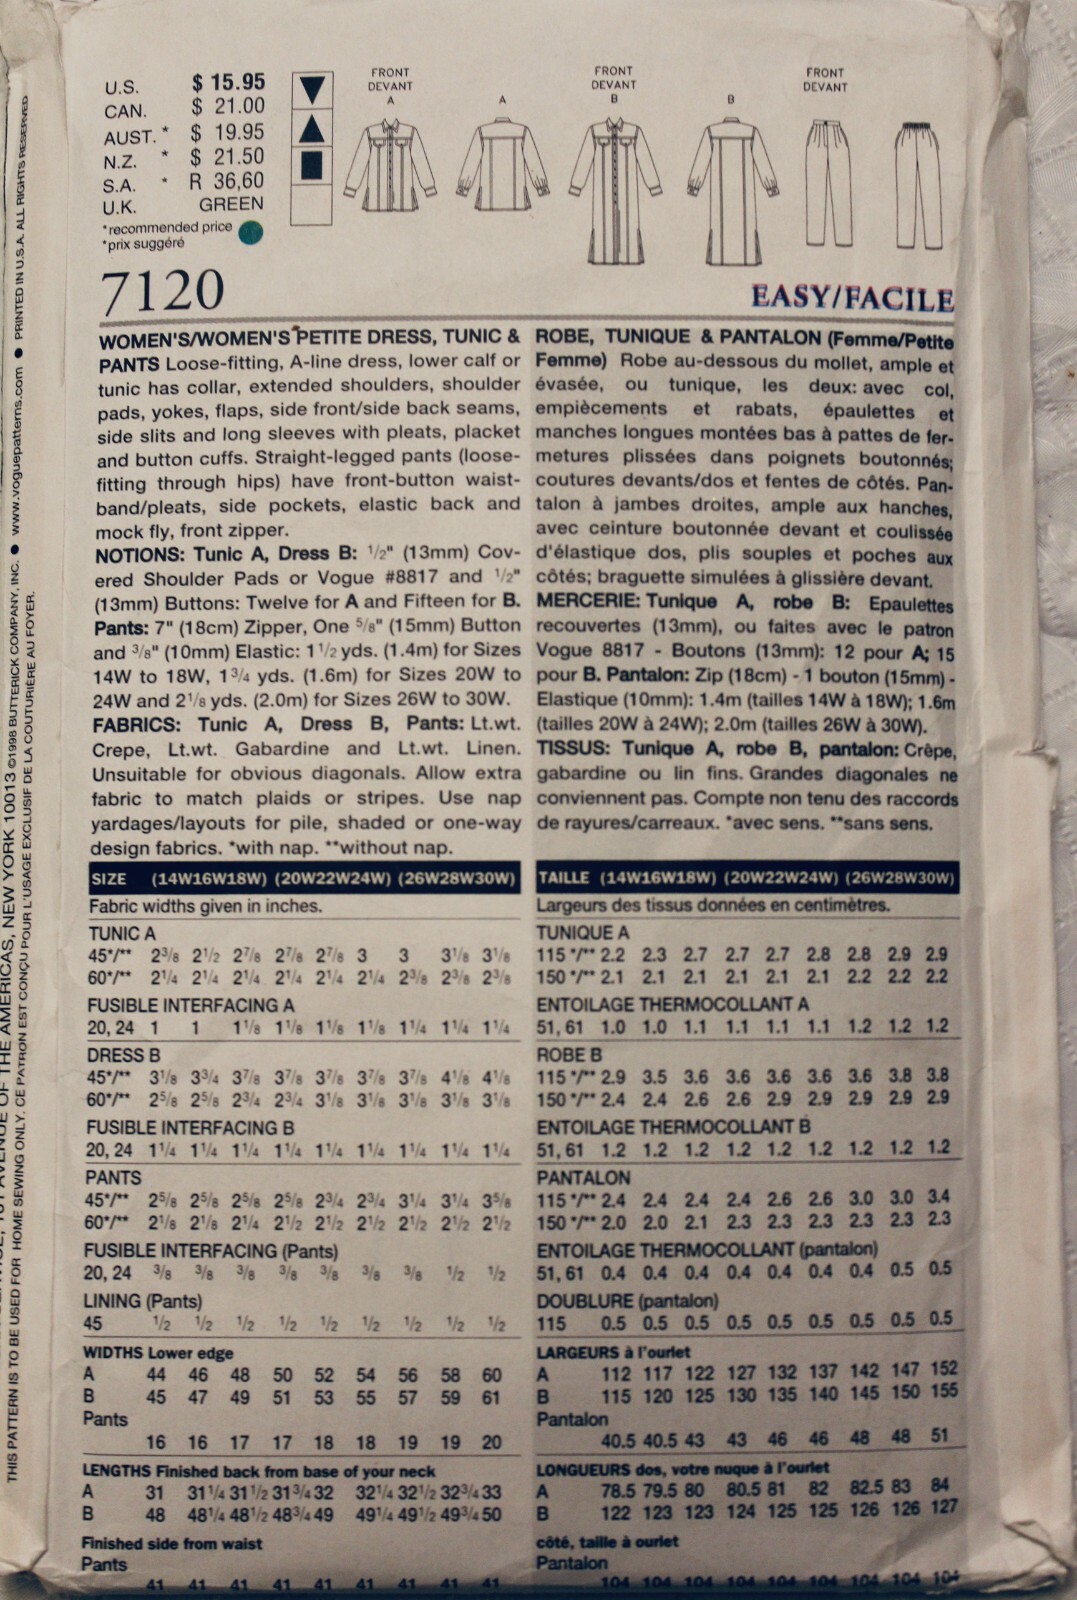 U.S. $ 15.95
CAN. $ 21.00
AUST. * $ 19.95
N.Z. * $ 21.50
S.A. * R 36,60
U.K. GREEN
*recommended price
*prix suggéré
FRONT
DEVANT
A
A
FRONT
DEVANT
B
B
FRONT
DEVANT
7120
EASY/FACILE
WOMEN'S/WOMEN'S PETITE DRESS, TUNIC &
PANTS Loose-fitting, A-line dress, lower calf or
tunic has collar, extended shoulders, shoulder
pads, yokes, flaps, side front/side back seams,
side slits and long sleeves with pleats, placket
and button cuffs. Straight-legged pants (loose-
fitting through hips) have front-button waist-
band/pleats, side pockets, elastic back and
mock fly, front zipper.
NOTIONS: Tunic A, Dress B: 1/2" (13mm) Cov-
ered Shoulder Pads or Vogue #8817 and 1/2"
(13mm) Buttons: Twelve for A and Fifteen for B.
Pants: 7" (18cm) Zipper, One 5/8" (15mm) Button
and 3/8" (10mm) Elastic: 1 1/2 yds. (1.4m) for Sizes
14W to 18W, 1 3/4 yds. (1.6m) for Sizes 20W to
24W and 2 1/8 yds. (2.0m) for Sizes 26W to 30W.
FABRICS: Tunic A, Dress B, Pants: Lt.wt.
Crepe, Lt.wt. Gabardine and Lt.wt. Linen.
Unsuitable for obvious diagonals. Allow extra
fabric to match plaids or stripes. Use nap
yardages/layouts for pile, shaded or one-way
design fabrics. *with nap. **without nap.
SIZE (14W16W18W) (20W22W24W) (26W28W30W)
Fabric widths given in inches.
TUNIC A
45*/** 2 3/8 2 1/2 2 7/8 2 7/8 2 7/8 3 3 3 1/8 3 1/8
60*/** 2 1/4 2 1/4 2 1/4 2 1/4 2 1/4 2 1/4 2 3/8 2 3/8 2 3/8
FUSIBLE INTERFACING A
20, 24 1 1 1 1/8 1 1/8 1 1/8 1 1/8 1 1/4 1 1/4 1 1/4
DRESS B
45*/** 3 1/8 3 3/4 3 7/8 3 7/8 3 7/8 3 7/8 3 7/8 4 1/8 4 1/8
60*/** 2 5/8 2 5/8 2 3/4 2 3/4 3 1/8 3 1/8 3 1/8 3 1/8 3 1/8
FUSIBLE INTERFACING B
20, 24 1 1/4 1 1/4 1 1/4 1 1/4 1 1/4 1 1/4 1 1/4 1 1/4 1 1/4
PANTS
45*/** 2 5/8 2 5/8 2 5/8 2 5/8 2 3/4 2 3/4 3 1/4 3 1/4 3 5/8
60*/** 2 1/8 2 1/8 2 1/4 2 1/2 2 1/2 2 1/2 2 1/2 2 1/2 2 1/2
FUSIBLE INTERFACING (Pants)
20, 24 3/8 3/8 3/8 3/8 3/8 3/8 3/8 1/2 1/2
LINING (Pants)
45 1/2 1/2 1/2 1/2 1/2 1/2 1/2 1/2 1/2
WIDTHS Lower edge
A 44 46 48 50 52 54 56 58 60
B 45 47 49 51 53 55 57 59 61
Pants
16 16 17 17 18 18 19 19 20
LENGTHS Finished back from base of your neck
A 31 31 1/4 31 1/2 31 3/4 32 32 1/4 32 1/2 32 3/4 33
B 48 48 1/4 48 1/2 48 3/4 49 49 1/4 49 1/2 49 3/4 50
Finished side from waist
Pants
41 41 41 41 41 41 41 41 41
ROBE, TUNIQUE & PANTALON (Femme/Petite
Femme) Robe au-dessous du mollet, ample et
évasée, ou tunique, les deux: avec col,
empiècements et rabats, épaulettes et
manches longues montées bas à pattes de fer-
metures plissées dans poignets boutonnés;
coutures devants/dos et fentes de côtés. Pan-
talon à jambes droites, ample aux hanches,
avec ceinture boutonnée devant et coulissée
d'élastique dos, plis souples et poches aux
côtés; braguette simulées à glissière devant.
MERCERIE: Tunique A, robe B: Epaulettes
recouvertes (13mm), ou faites avec le patron
Vogue 8817 - Boutons (13mm): 12 pour A; 15
pour B. Pantalon: Zip (18cm) - 1 bouton (15mm) -
Elastique (10mm): 1.4m (tailles 14W à 18W); 1.6m
(tailles 20W à 24W); 2.0m (tailles 26W à 30W).
TISSUS: Tunique A, robe B, pantalon: Crêpe,
gabardine ou lin fins. Grandes diagonales ne
conviennent pas. Compte non tenu des raccords
de rayures/carreaux. *avec sens. **sans sens.
TAILLE (14W16W18W) (20W22W24W) (26W28W30W)
Largeurs des tissus données en centimètres.
TUNIQUE A
115 */** 2.2 2.3 2.7 2.7 2.7 2.8 2.8 2.9 2.9
150 */** 2.1 2.1 2.1 2.1 2.1 2.1 2.2 2.2 2.2
ENTOILAGE THERMOCOLLANT A
51, 61 1.0 1.0 1.1 1.1 1.1 1.1 1.2 1.2 1.2
ROBE B
115 */** 2.9 3.5 3.6 3.6 3.6 3.6 3.6 3.8 3.8
150 */** 2.4 2.4 2.6 2.6 2.9 2.9 2.9 2.9 2.9
ENTOILAGE THERMOCOLLANT B
51, 61 1.2 1.2 1.2 1.2 1.2 1.2 1.2 1.2 1.2
PANTALON
115 */** 2.4 2.4 2.4 2.4 2.6 2.6 3.0 3.0 3.4
150 */** 2.0 2.0 2.1 2.3 2.3 2.3 2.3 2.3 2.3
ENTOILAGE THERMOCOLLANT (pantalon)
51, 61 0.4 0.4 0.4 0.4 0.4 0.4 0.4 0.5 0.5
DOUBLURE (pantalon)
115 0.5 0.5 0.5 0.5 0.5 0.5 0.5 0.5 0.5
LARGEURS à l'ourlet
A 112 117 122 127 132 137 142 147 152
B 115 120 125 130 135 140 145 150 155
Pantalon
40.5 40.5 43 43 46 46 48 48 51
LONGUEURS dos, votre nuque à l'ourlet
A 78.5 79.5 80 80.5 81 82 82.5 83 84
B 122 123 123 124 125 125 126 126 127
côté, taille à ourlet
Pantalon
104 104 104 104 104 104 104 104 104
AVENUE OF THE AMERICAS, NEW YORK 10013 ©1998 BUTTERICK COMPANY, INC. ● www.voguepatterns.com ● PRINTED IN U.S.A. ALL RIGHTS RESERVED
THIS PATTERN IS TO BE USED FOR HOME SEWING ONLY. CE PATRON EST CONÇU POUR L'USAGE EXCLUSIF DE LA COUTURIÈRE AU FOYER.